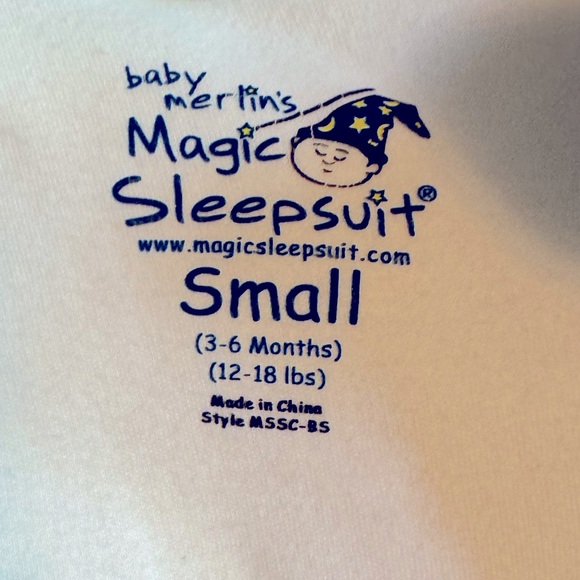 baby
merlin's
Magic
Sleepsuit®
www.magicsleepsuit.com
Small
(3-6 Months)
(12-18 lbs)
Made in China
Style MSSC-BS